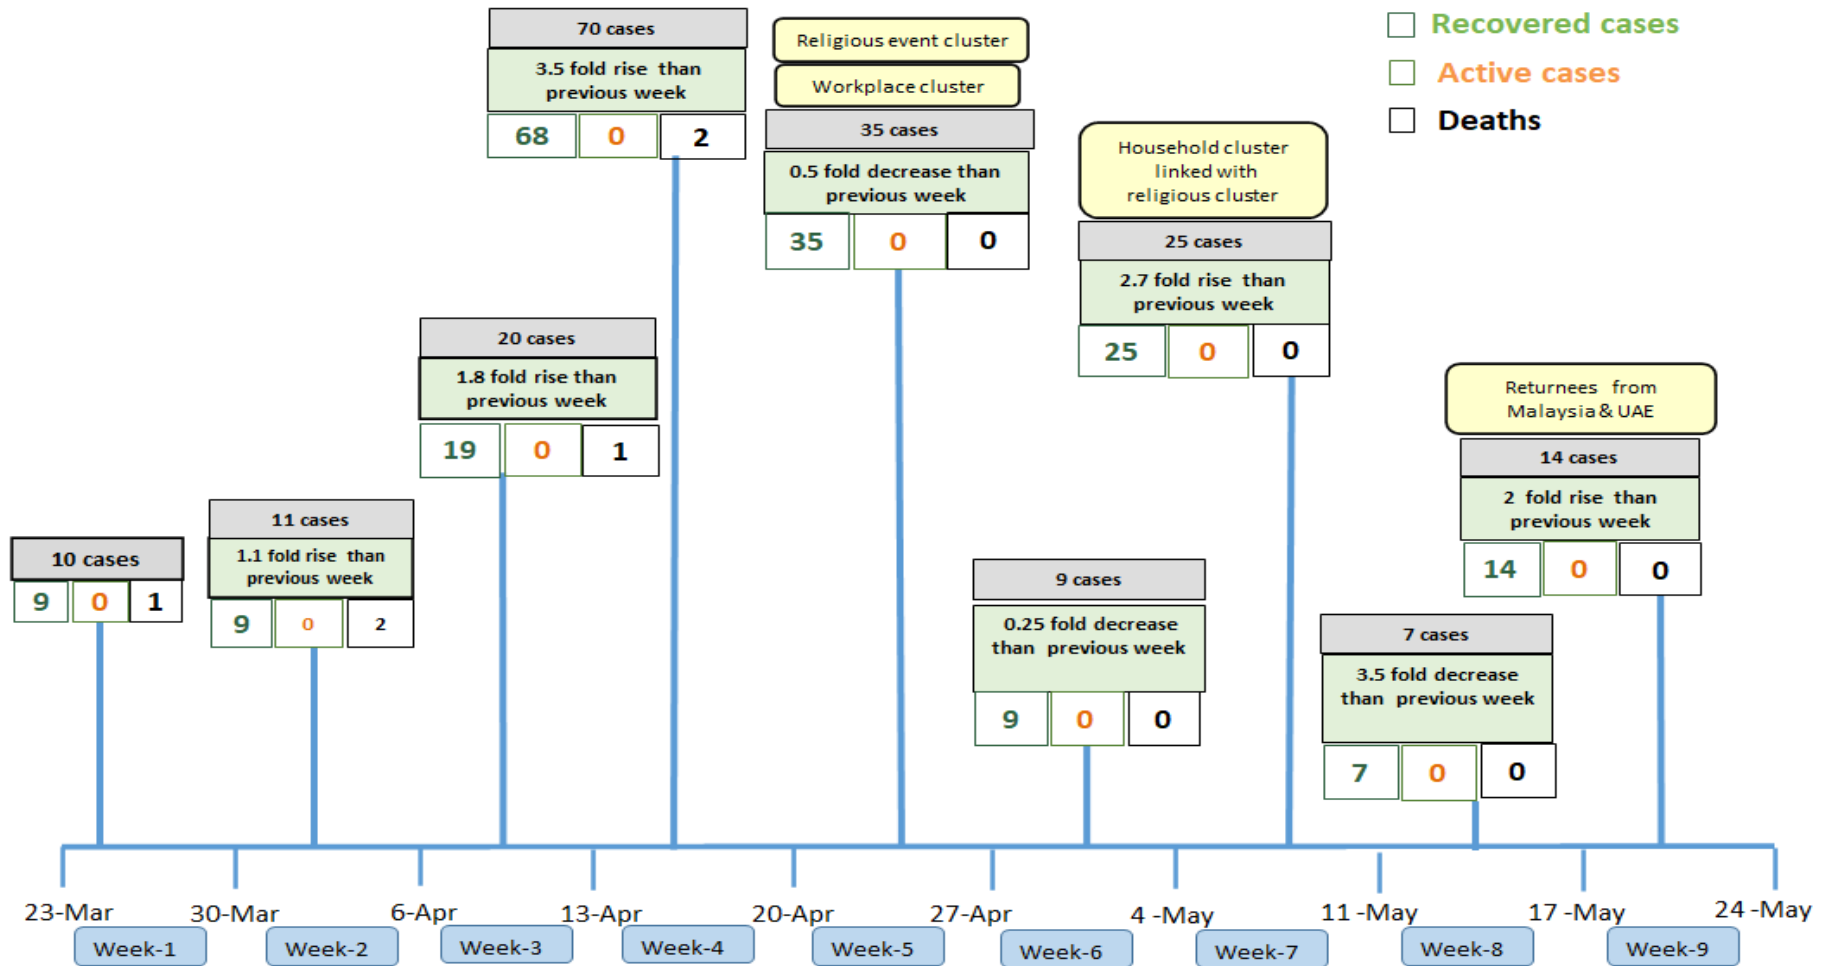 70 cases
3.5 fold rise than
previous week
68 0 2
Religious event cluster
Workplace cluster
35 cases
0.5 fold decrease than
previous week
35 0 0
Recovered cases
Active cases
Deaths
Household cluster
linked with
religious cluster
25 cases
2.7 fold rise than
previous week
25 0 0
20 cases
1.8 fold rise than
previous week
19 0 1
Returnees from
Malaysia & UAE
14 cases
2 fold rise than
previous week
14 0 0
10 cases
9 0 1
11 cases
1.1 fold rise than
previous week
9 0 2
9 cases
0.25 fold decrease
than previous week
9 0 0
7 cases
3.5 fold decrease
than previous week
7 0 0
23-Mar 30-Mar 6-Apr 13-Apr 20-Apr 27-Apr 4 -May 11 -May 17 -May 24 -May
Week-1 Week-2 Week-3 Week-4 Week-5 Week-6 Week-7 Week-8 Week-9